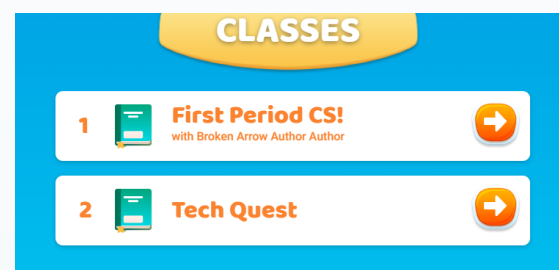 CLASSES
1
First Period CS!
with Broken Arrow Author Author
2
Tech Quest